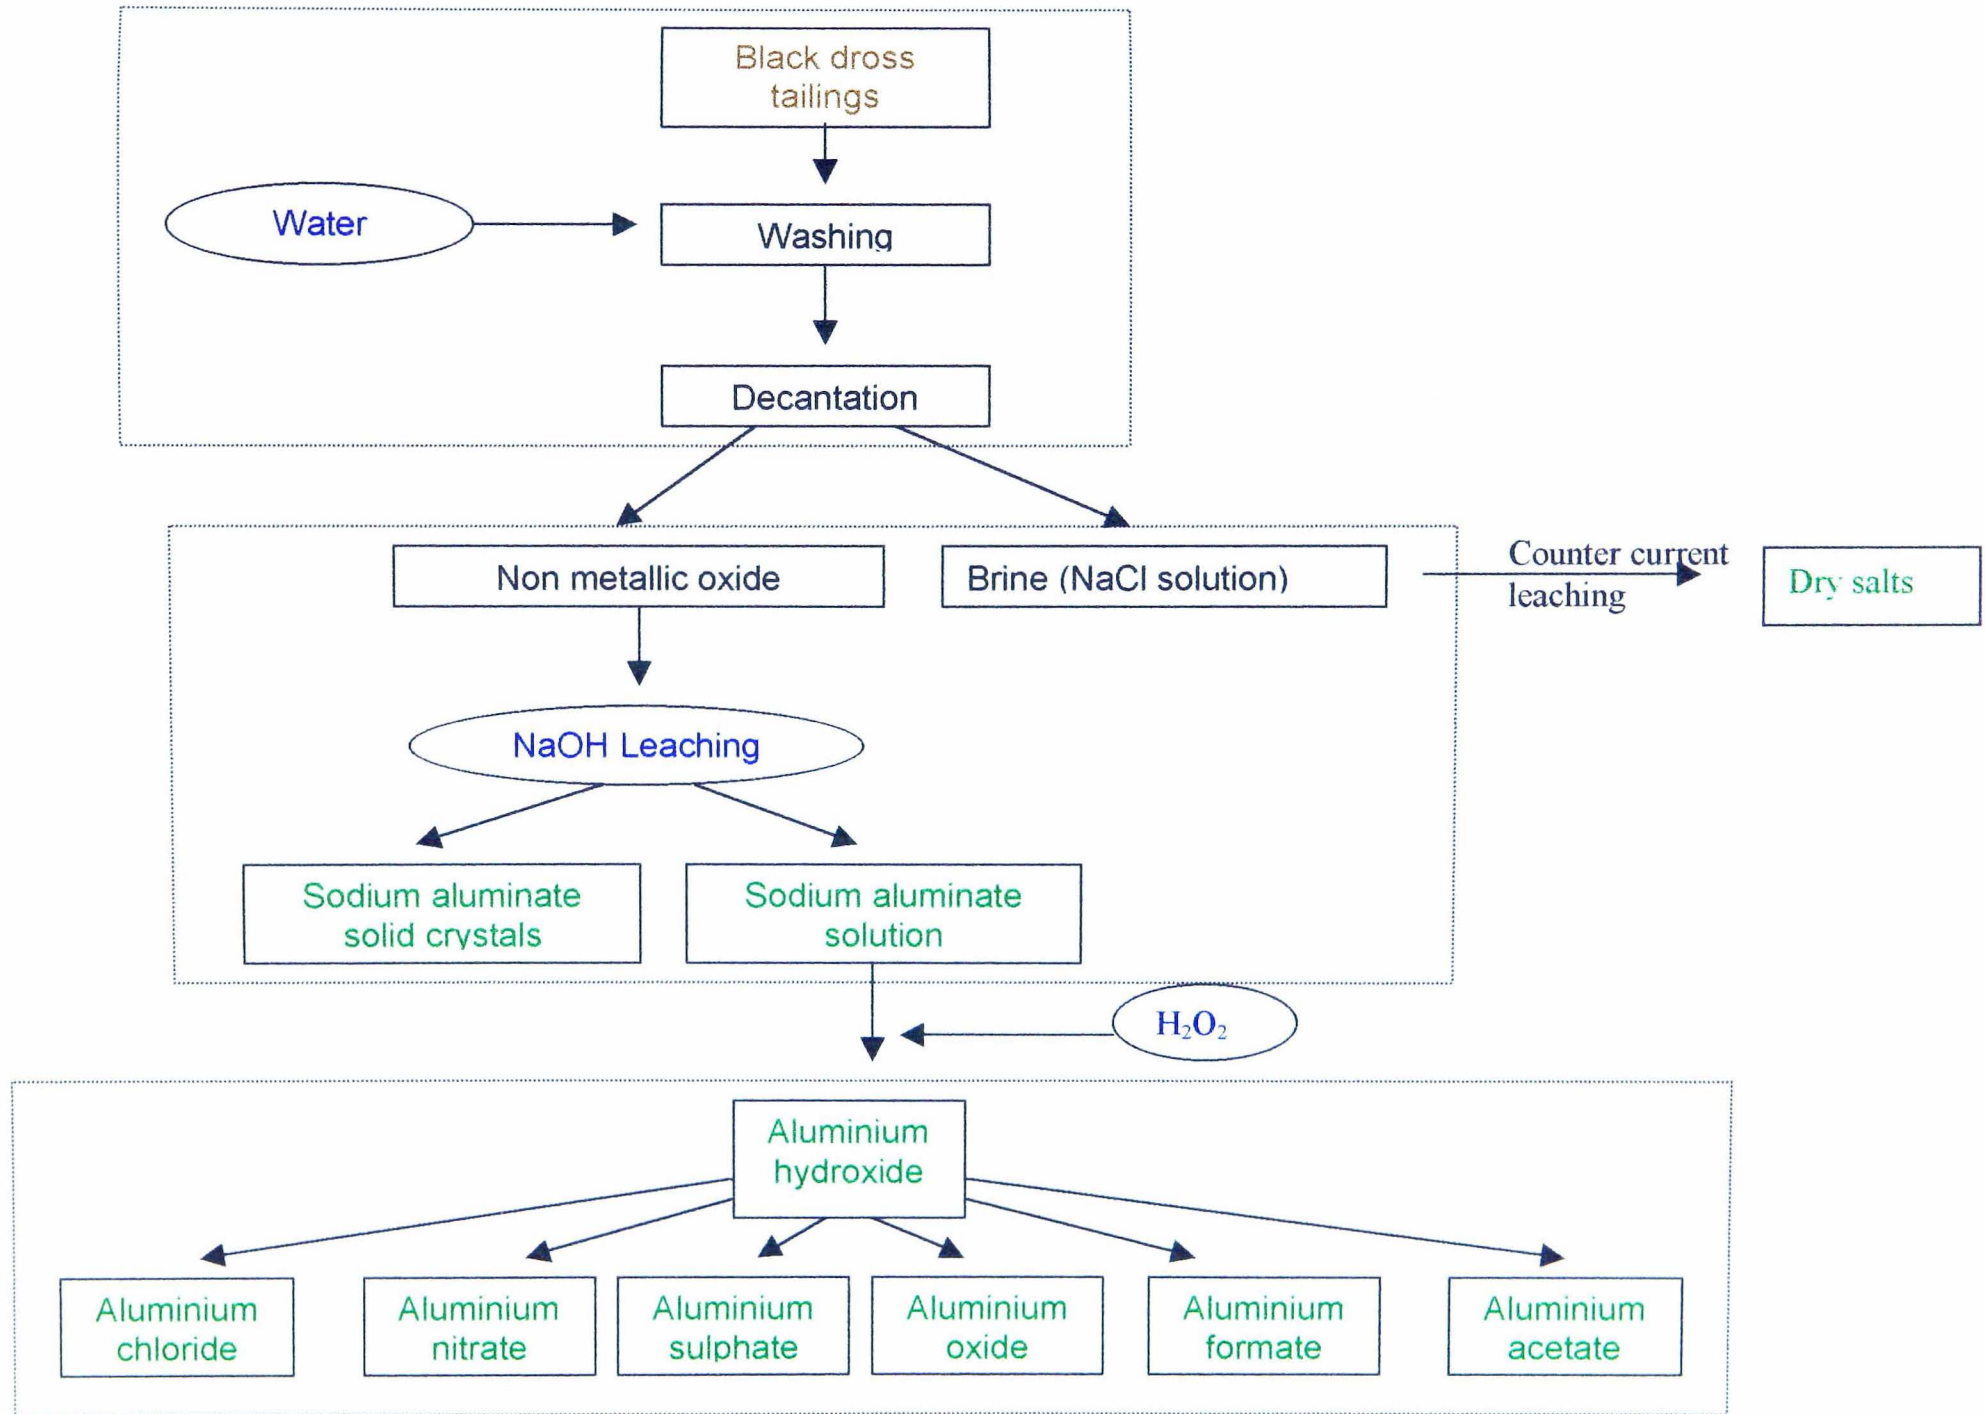 Black dross
tailings
Water
Washing
Decantation
Non metallic oxide
Brine (NaCl solution)
Counter current
leaching
Dry salts
NaOH Leaching
Sodium aluminate
solid crystals
Sodium aluminate
solution
H₂O₂
Aluminium
hydroxide
Aluminium
chloride
Aluminium
nitrate
Aluminium
sulphate
Aluminium
oxide
Aluminium
formate
Aluminium
acetate